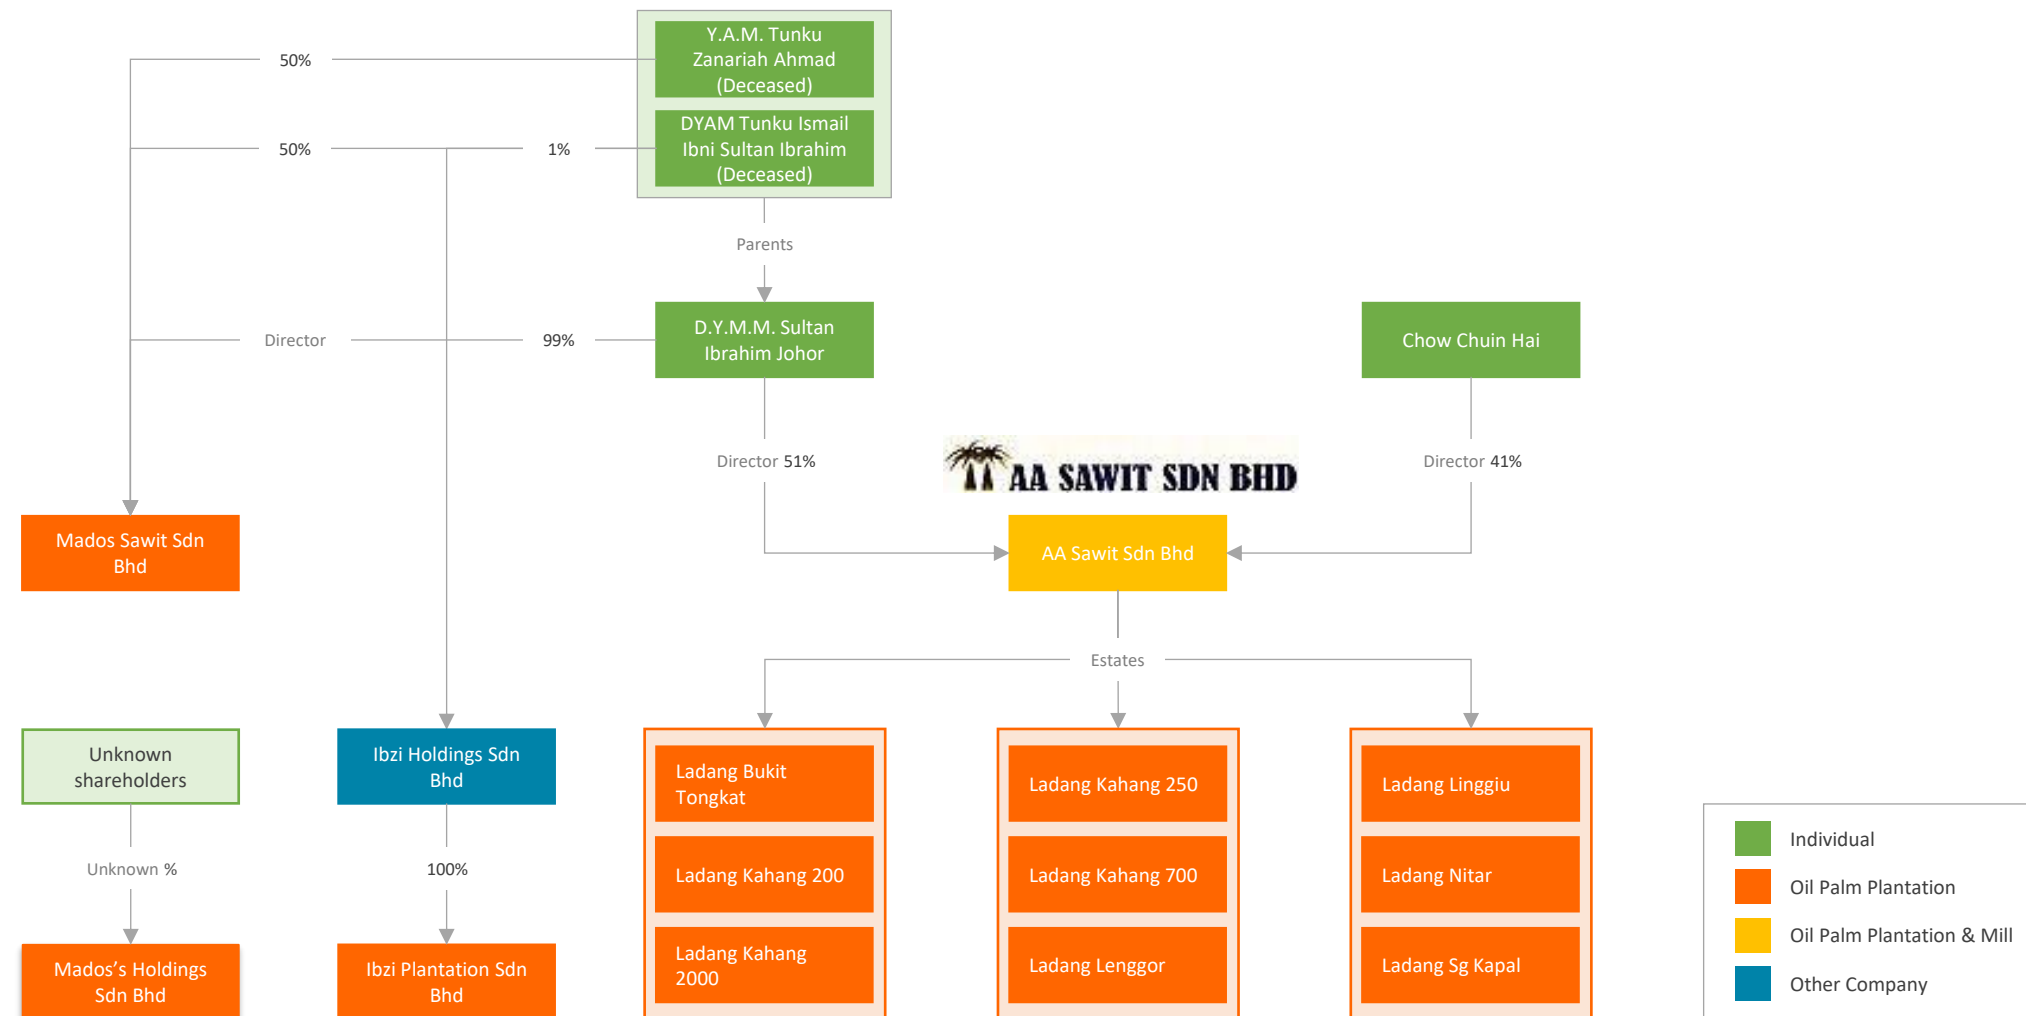 Y.A.M. Tunku
Zanariah Ahmad
(Deceased)
50%
DYAM Tunku Ismail
Ibni Sultan Ibrahim
(Deceased)
50%
1%
Parents
D.Y.M.M. Sultan
Ibrahim Johor
Director
99%
Chow Chuin Hai
Director 51%
AA SAWIT SDN BHD
Director 41%
Mados Sawit Sdn
Bhd
AA Sawit Sdn Bhd
Estates
Unknown
shareholders
Ibzi Holdings Sdn
Bhd
Ladang Bukit
Tongkat
Ladang Kahang 250
Ladang Linggiu
Unknown %
100%
Ladang Kahang 200
Ladang Kahang 700
Ladang Nitar
Mados’s Holdings
Sdn Bhd
Ibzi Plantation Sdn
Bhd
Ladang Kahang
2000
Ladang Lenggor
Ladang Sg Kapal
Individual
Oil Palm Plantation
Oil Palm Plantation & Mill
Other Company